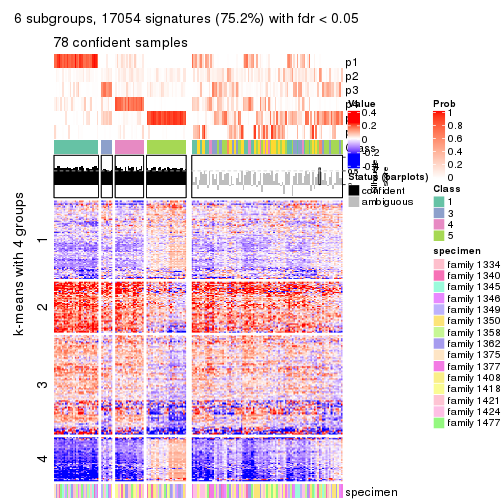 6 subgroups, 17054 signatures (75.2%) with fdr < 0.05
78 confident samples
p1
p2
p3
Value
0.4
0.2
0
-0.2
-0.4
Prob
1
0.8
0.6
0.4
0.2
0
Status (barplots)
confident
ambiguous
Class
1
3
4
5
k-means with 4 groups
1
2
3
4
specimen
family 1334
family 1340
family 1345
family 1346
family 1349
family 1350
family 1358
family 1362
family 1375
family 1377
family 1408
family 1418
family 1421
family 1424
family 1477
specimen